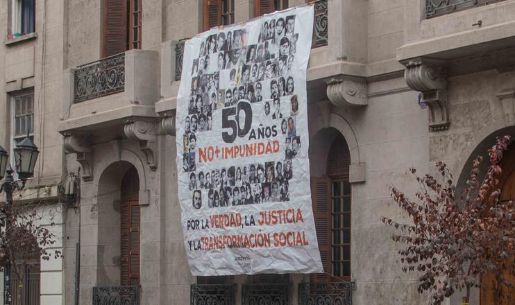 50
AÑOS
NO+IMPUNIDAD
POR LA VERDAD, LA JUSTICIA
Y LA TRANSFORMACIÓN SOCIAL